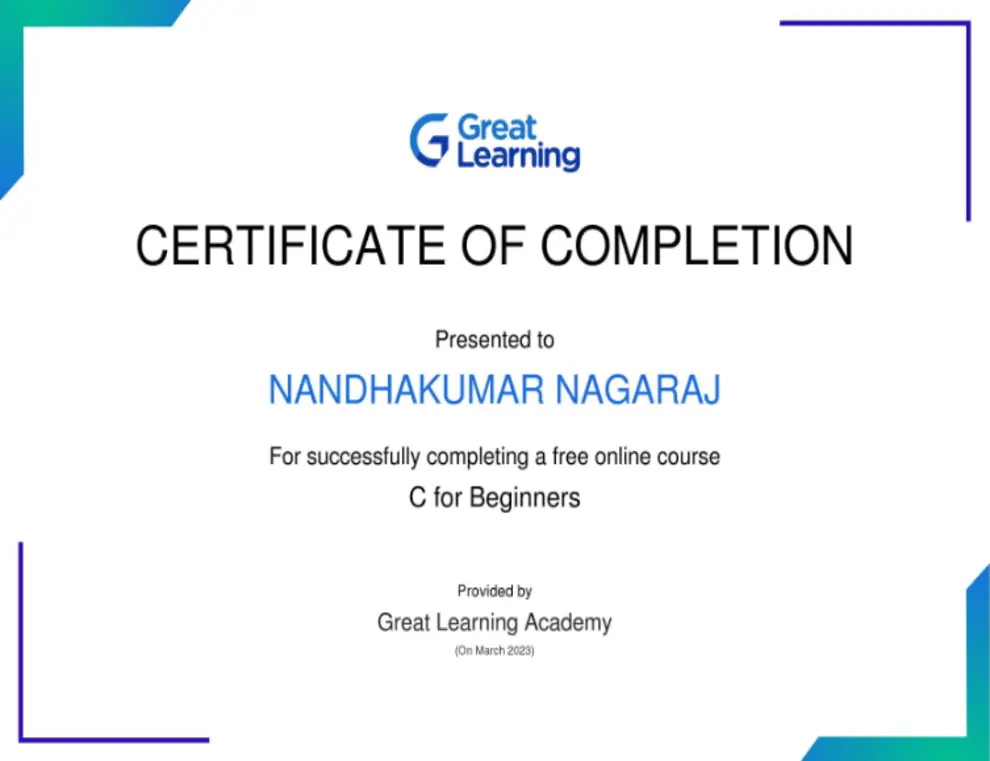 Great
Learning
CERTIFICATE OF COMPLETION
Presented to
NANDHAKUMAR NAGARAJ
For successfully completing a free online course
C for Beginners
Provided by
Great Learning Academy
(On March 2023)